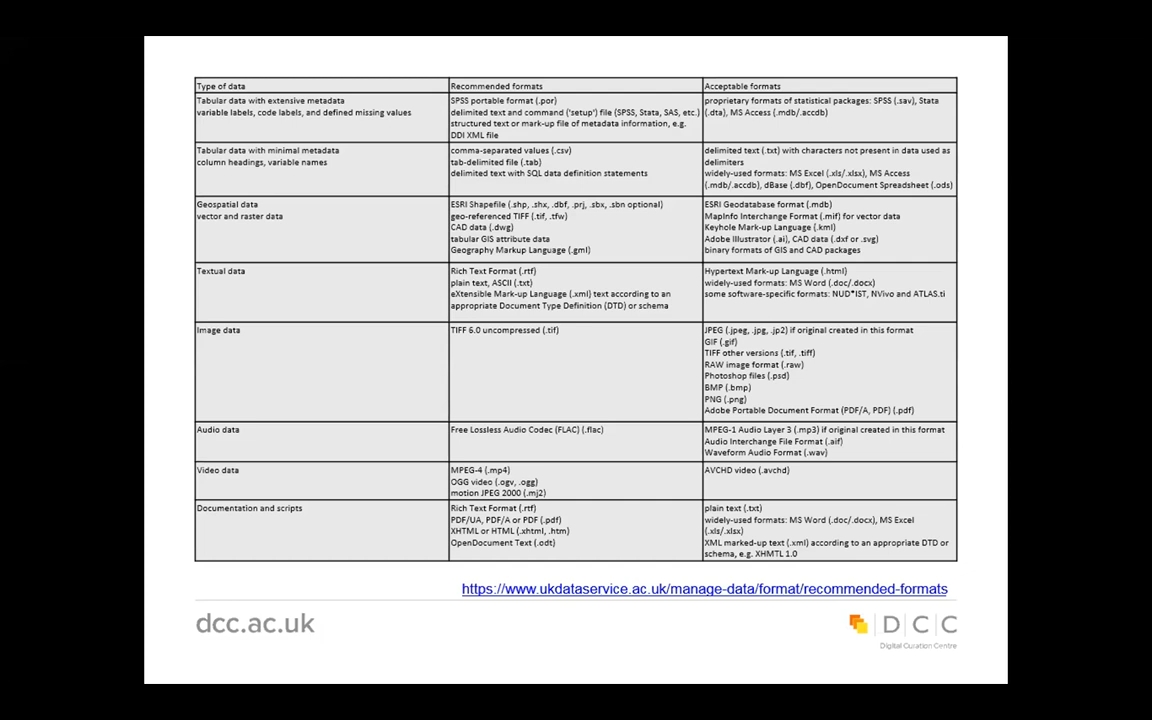 Type of data
Recommended formats
Acceptable formats
Tabular data with extensive metadata
variable labels, code labels, and defined missing values
SPSS portable format (.por)
delimited text and command ('setup') file (SPSS, Stata, SAS, etc.)
structured text or mark-up file of metadata information, e.g.
DDI XML file
proprietary formats of statistical packages: SPSS (.sav), Stata
(.dta), MS Access (.mdb/.accdb)
Tabular data with minimal metadata
column headings, variable names
comma-separated values (.csv)
tab-delimited file (.tab)
delimited text with SQL data definition statements
delimited text (.txt) with characters not present in data used as
delimiters
widely-used formats: MS Excel (.xls/.xlsx), MS Access
(.mdb/.accdb), dBase (.dbf), OpenDocument Spreadsheet (.ods)
Geospatial data
vector and raster data
ESRI Shapefile (.shp, .shx, .dbf, .prj, .sbx, .sbn optional)
geo-referenced TIFF (.tif, .tfw)
CAD data (.dwg)
tabular GIS attribute data
Geography Markup Language (.gml)
ESRI Geodatabase format (.mdb)
MapInfo Interchange Format (.mif) for vector data
Keyhole Mark-up Language (.kml)
Adobe Illustrator (.ai), CAD data (.dxf or .svg)
binary formats of GIS and CAD packages
Textual data
Rich Text Format (.rtf)
plain text, ASCII (.txt)
eXtensible Mark-up Language (.xml) text according to an
appropriate Document Type Definition (DTD) or schema
Hypertext Mark-up Language (.html)
widely-used formats: MS Word (.doc/.docx)
some software-specific formats: NUD*IST, NVivo and ATLAS.ti
Image data
TIFF 6.0 uncompressed (.tif)
JPEG (.jpeg, .jpg, .jp2) if original created in this format
GIF (.gif)
TIFF other versions (.tif, .tiff)
RAW image format (.raw)
Photoshop files (.psd)
BMP (.bmp)
PNG (.png)
Adobe Portable Document Format (PDF/A, PDF) (.pdf)
Audio data
Free Lossless Audio Codec (FLAC) (.flac)
MPEG-1 Audio Layer 3 (.mp3) if original created in this format
Audio Interchange File Format (.aif)
Waveform Audio Format (.wav)
Video data
MPEG-4 (.mp4)
OGG video (.ogv, .ogg)
motion JPEG 2000 (.mj2)
AVCHD video (.avchd)
Documentation and scripts
Rich Text Format (.rtf)
PDF/UA, PDF/A or PDF (.pdf)
XHTML or HTML (.xhtml, .htm)
OpenDocument Text (.odt)
plain text (.txt)
widely-used formats: MS Word (.doc/.docx), MS Excel
(.xls/.xlsx)
XML marked-up text (.xml) according to an appropriate DTD or
schema, e.g. XHMTL 1.0
https://www.ukdataservice.ac.uk/manage-data/format/recommended-formats
dcc.ac.uk
D C C
Digital Curation Centre